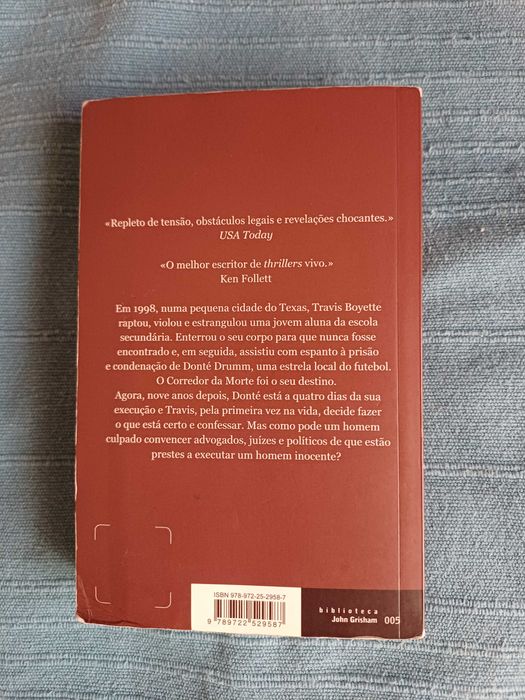 «Repleto de tensão, obstáculos legais e revelações chocantes.»
USA Today
«O melhor escritor de thrillers vivo.»
Ken Follett
Em 1998, numa pequena cidade do Texas, Travis Boyette
raptou, violou e estrangulou uma jovem aluna da escola
secundária. Enterrou o seu corpo para que nunca fosse
encontrado e, em seguida, assistiu com espanto à prisão
e condenação de Donté Drumm, uma estrela local do futebol.
O Corredor da Morte foi o seu destino.
Agora, nove anos depois, Donté está a quatro dias da sua
execução e Travis, pela primeira vez na vida, decide fazer
o que está certo e confessar. Mas como pode um homem
culpado convencer advogados, juízes e políticos de que estão
prestes a executar um homem inocente?
ISBN 978-972-25-2958-7
9 789722 529587
biblioteca
John Grisham 005